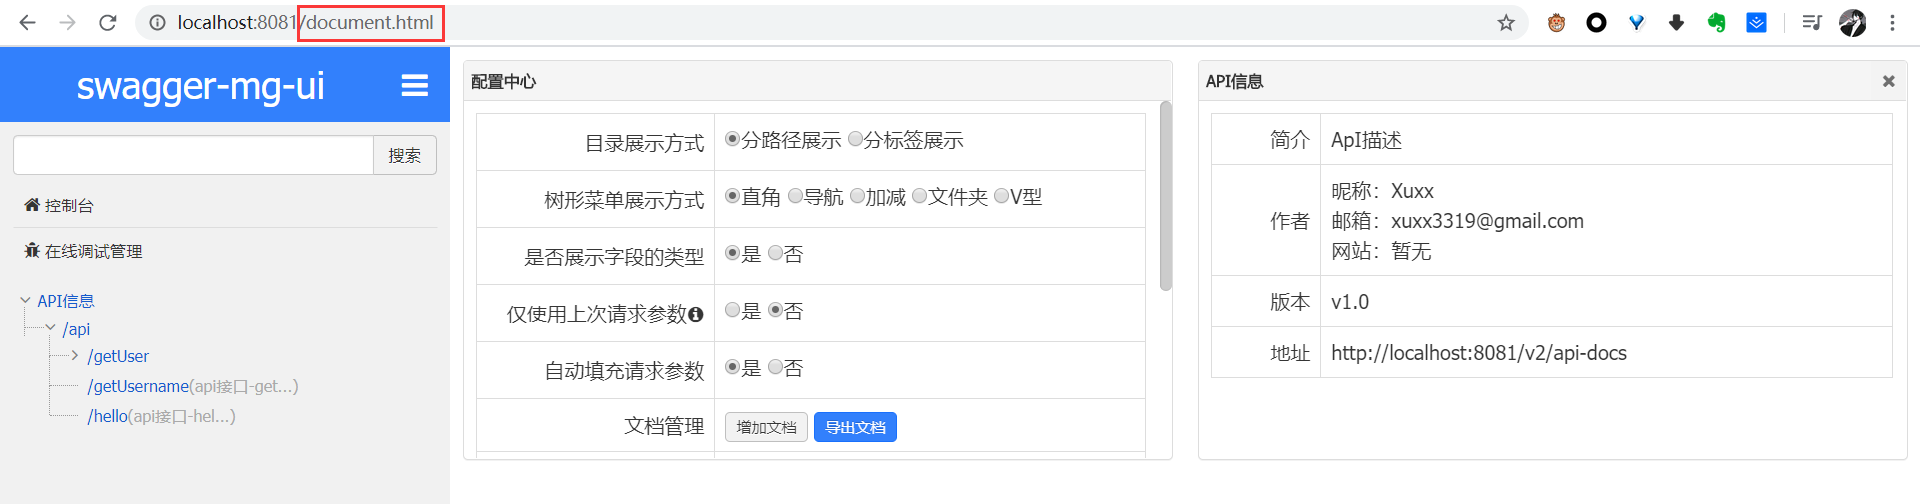 localhost:8081/document.html
swagger-mg-ui
搜索
控制台
在线调试管理
API信息
/api
/getUser
/getUsername(api接口-get...)
/hello(api接口-hel...)
配置中心
目录展示方式 分路径展示 分标签展示
树形菜单展示方式 直角 导航 加减 文件夹 V型
是否展示字段的类型 是 否
仅使用上次请求参数 是 否
自动填充请求参数 是 否
文档管理 增加文档 导出文档
API信息
简介 ApI描述
作者 昵称：Xuxx
邮箱：xuxx3319@gmail.com
网站：暂无
版本 v1.0
地址 http://localhost:8081/v2/api-docs